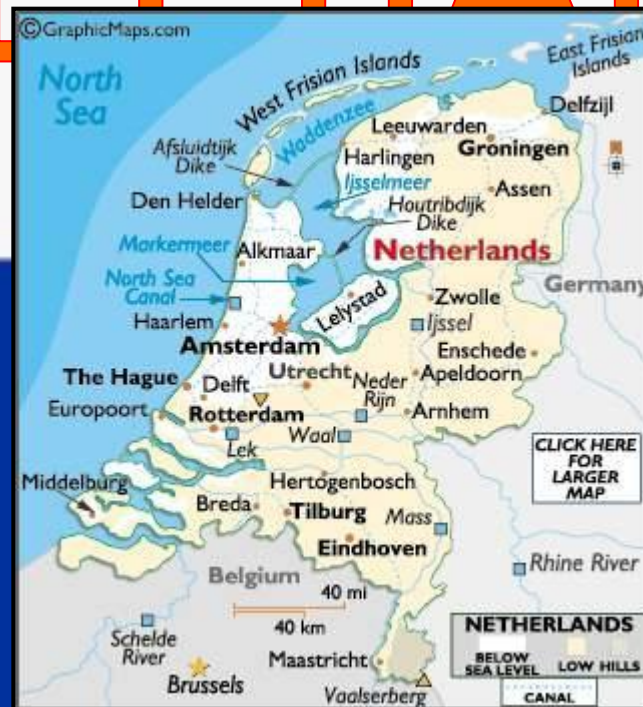 ©GraphicMaps.com
North
Sea
West Frisian Islands
East Frisian
Islands
Waddenzee
Delfzijl
Afsluidtijk
Dike
Leeuwarden
Harlingen
Groningen
Ijsselmeer
Den Helder
Assen
Houtribdijk
Dike
Markermeer
Alkmaar
Netherlands
North Sea
Canal
Germany
Lelystad
Zwolle
Haarlem
Ijssel
Amsterdam
Enschede
The Hague
Utrecht
Apeldoorn
Delft
Neder
Rijn
Europoort
Rotterdam
Arnhem
Lek
Waal
CLICK HERE
FOR
LARGER
MAP
Middelburg
Hertogenbosch
Breda
Tilburg
Mass
Eindhoven
Rhine River
Belgium
40 mi
40 km
NETHERLANDS
BELOW
SEA LEVEL
LOW HILLS
CANAL
Schelde
River
Maastricht
Brussels
Vaalserberg